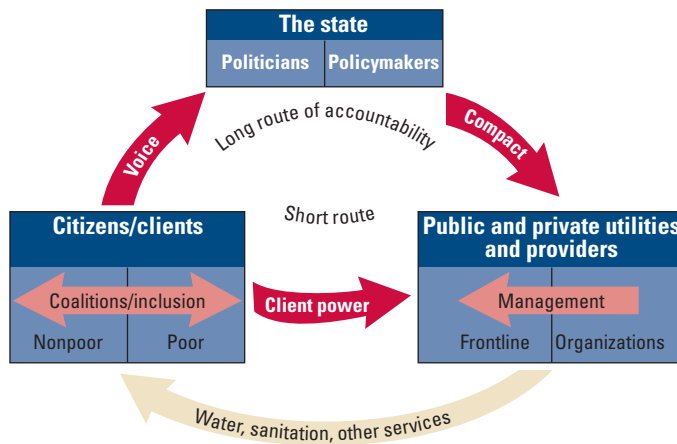 The state
Politicians
Policymakers
Long route of accountability
Voice
Compact
Short route
Citizens/clients
Coalitions/inclusion
Nonpoor
Poor
Client power
Public and private utilities
and providers
Management
Frontline
Organizations
Water, sanitation, other services